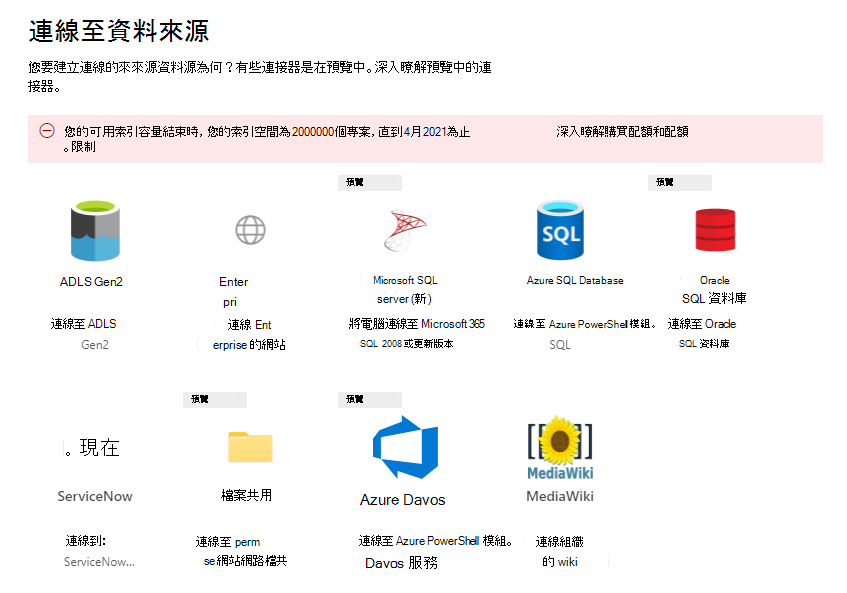 連線至資料來源
您要建立連線的來來源資料源為何？有些連接器是在預覽中。深入瞭解預覽中的連
接器。
您的可用索引容量結束時，您的索引空間為2000000個專案，直到4月2021為止
。限制
深入瞭解購買配額和配額
預覽
預覽
SQL
ADLS Gen2
Enter
pri
Microsoft SQL
server (新)
Azure SQL Database
Oracle
SQL 資料庫
連線至 ADLS
Gen2
連線 Ent
erprise 的網站
將電腦連線至 Microsoft 365
SQL 2008 或更新版本
連線至 Azure PowerShell 模組。
SQL
連線至 Oracle
SQL 資料庫
預覽
預覽
。現在
MediaWiki
ServiceNow
檔案共用
Azure Davos
MediaWiki
連線到:
ServiceNow...
連線至 perm
se 網站網路檔共
連線至 Azure PowerShell 模組。
Davos 服務
連線組織
的 wiki